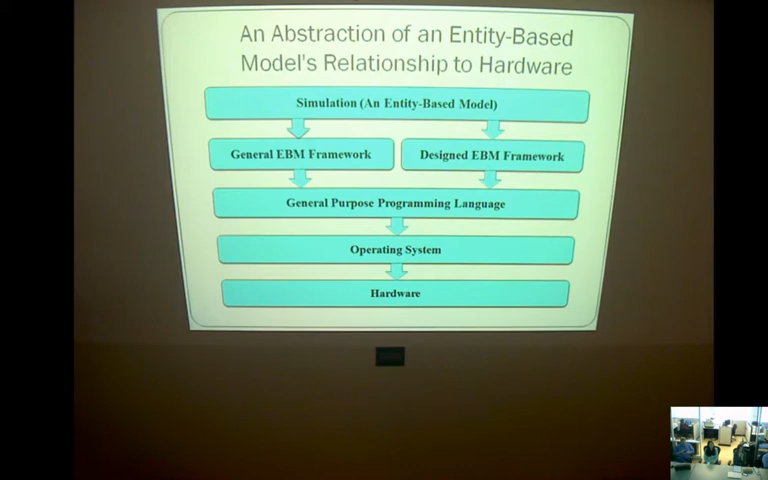 An Abstraction of an Entity-Based
Model's Relationship to Hardware
Simulation (An Entity-Based Model)
General EBM Framework
Designed EBM Framework
General Purpose Programming Language
Operating System
Hardware